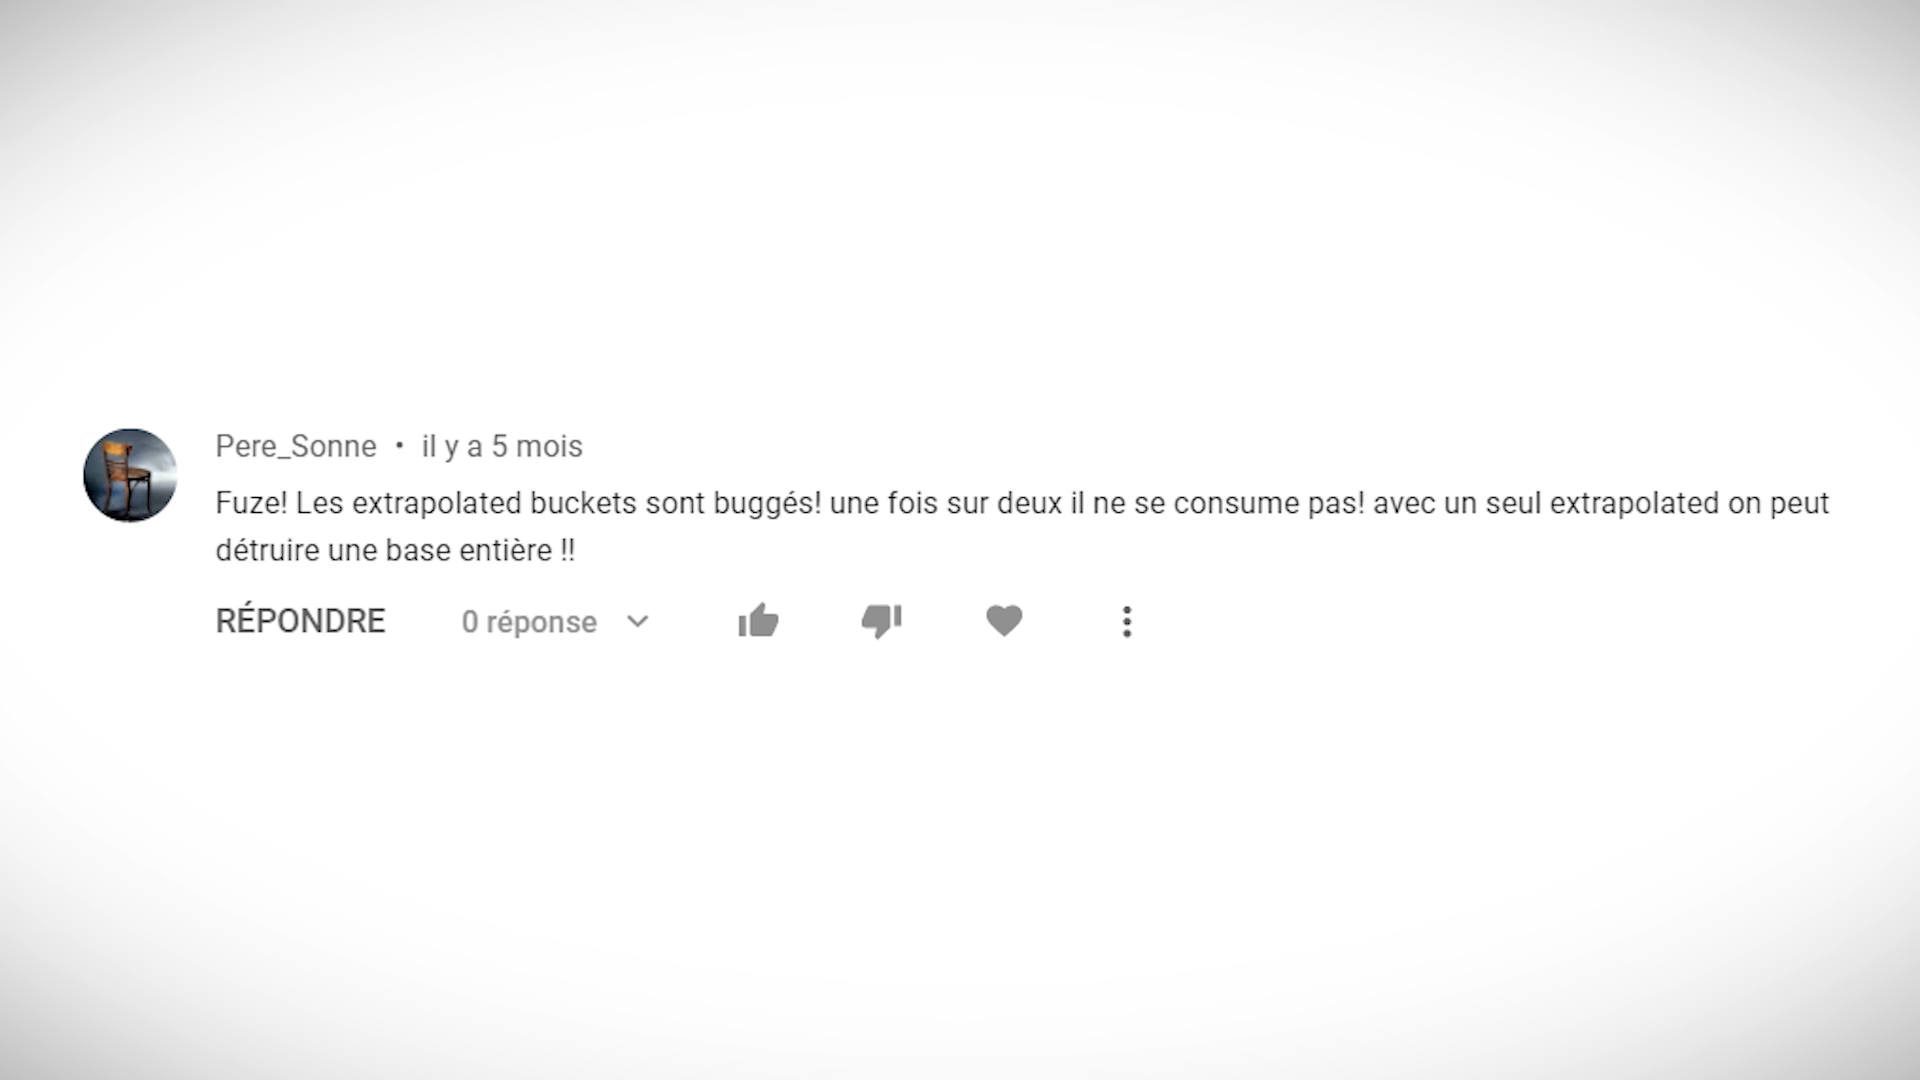 Pere_Sonne • il y a 5 mois
Fuze! Les extrapolated buckets sont buggés! une fois sur deux il ne se consume pas! avec un seul extrapolated on peut
détruire une base entière !!
RÉPONDRE 0 réponse